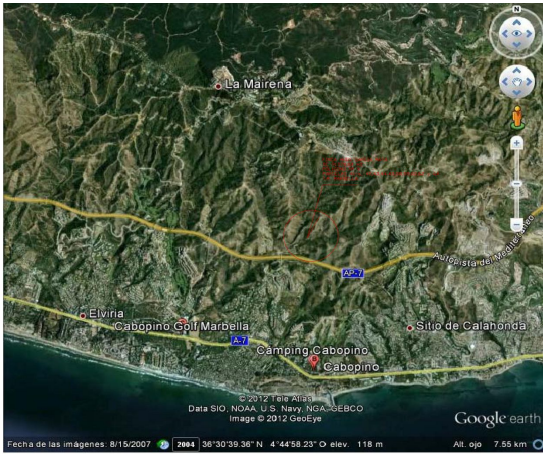 N
La Mairena
Autopista del Mediterráneo
AP-7
Elviria
Cabopino Golf Marbella
Sitio de Calahonda
A-7
Cámping Cabopino
Cabopino
© 2012 Tele Atlas
Data SIO, NOAA, U.S. Navy, NGA, GEBCO
Image © 2012 GeoEye
Google earth
Fecha de las imágenes: 8/15/2007 2004 36°30'39.36" N 4°44'58.23" O elev. 118 m Alt. ojo 7.55 km